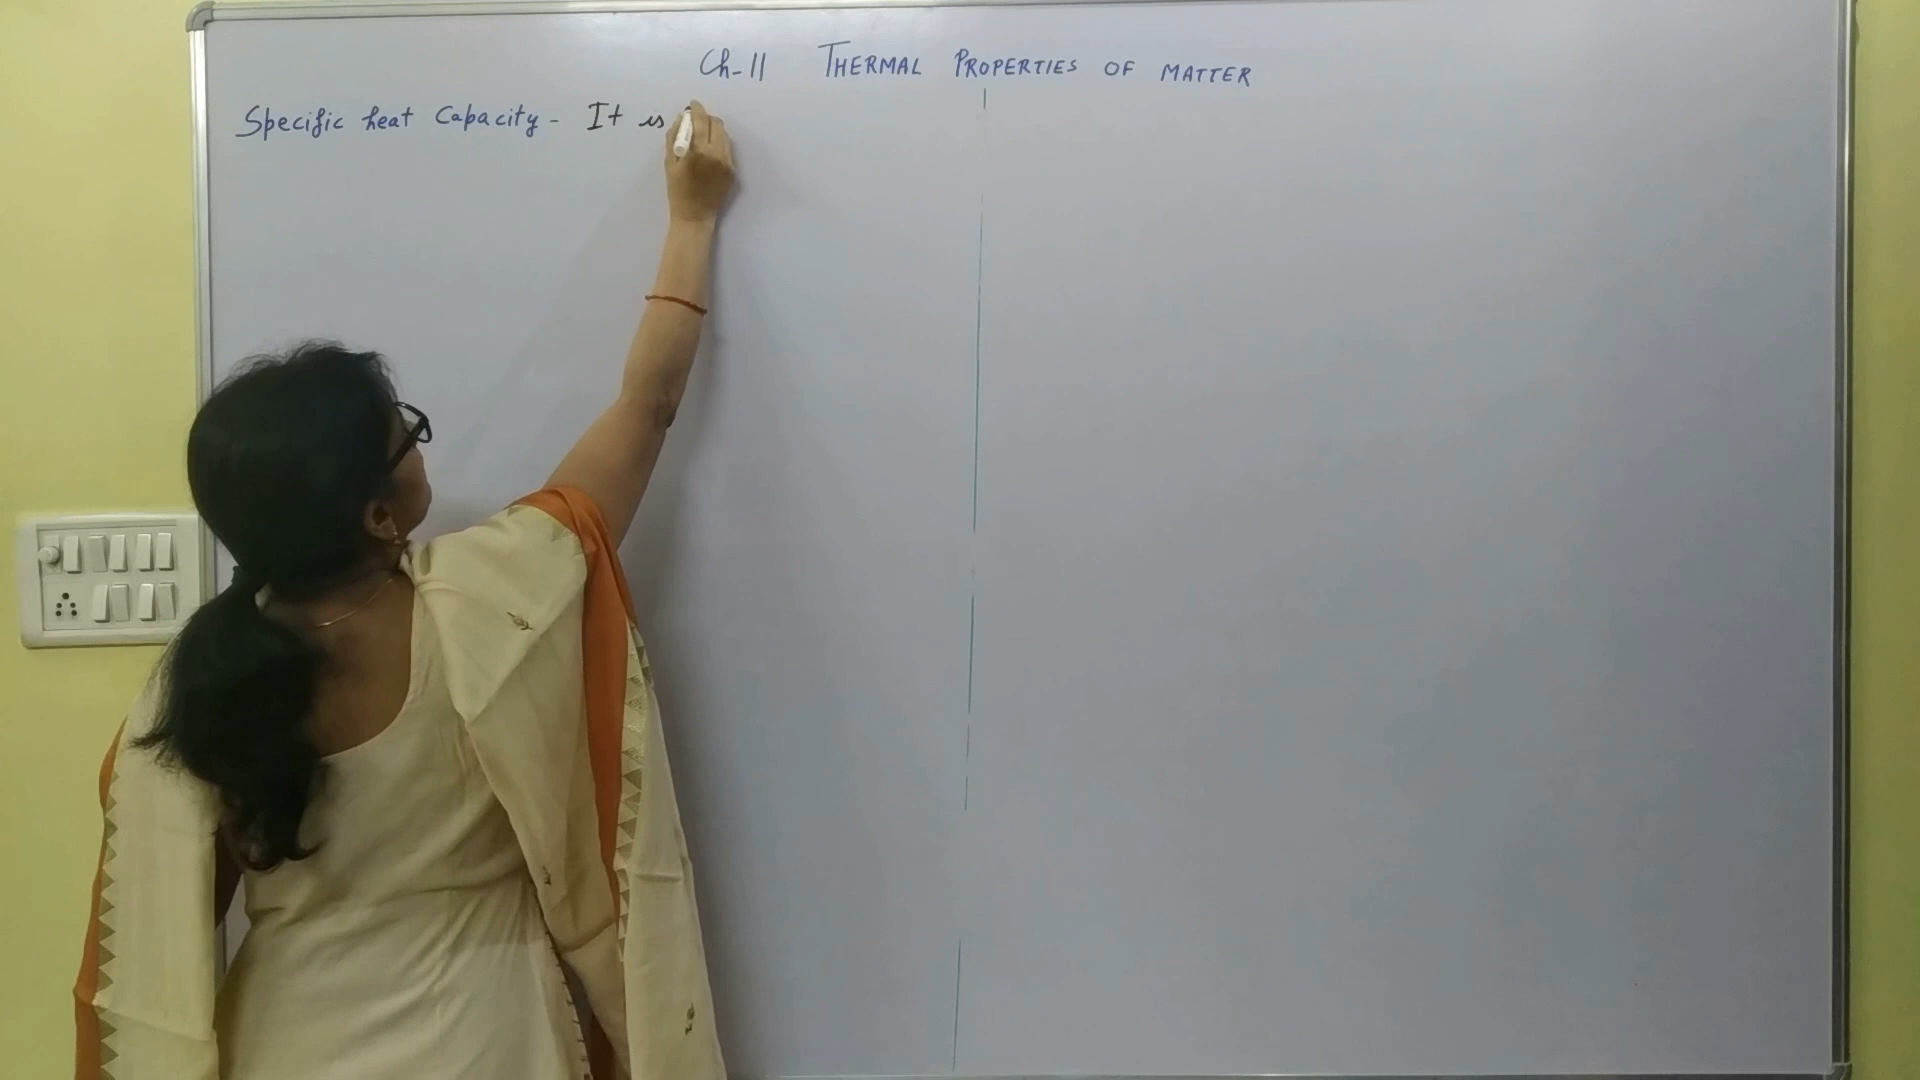 Ch-11 THERMAL PROPERTIES OF MATTER
Specific heat Capacity - It is